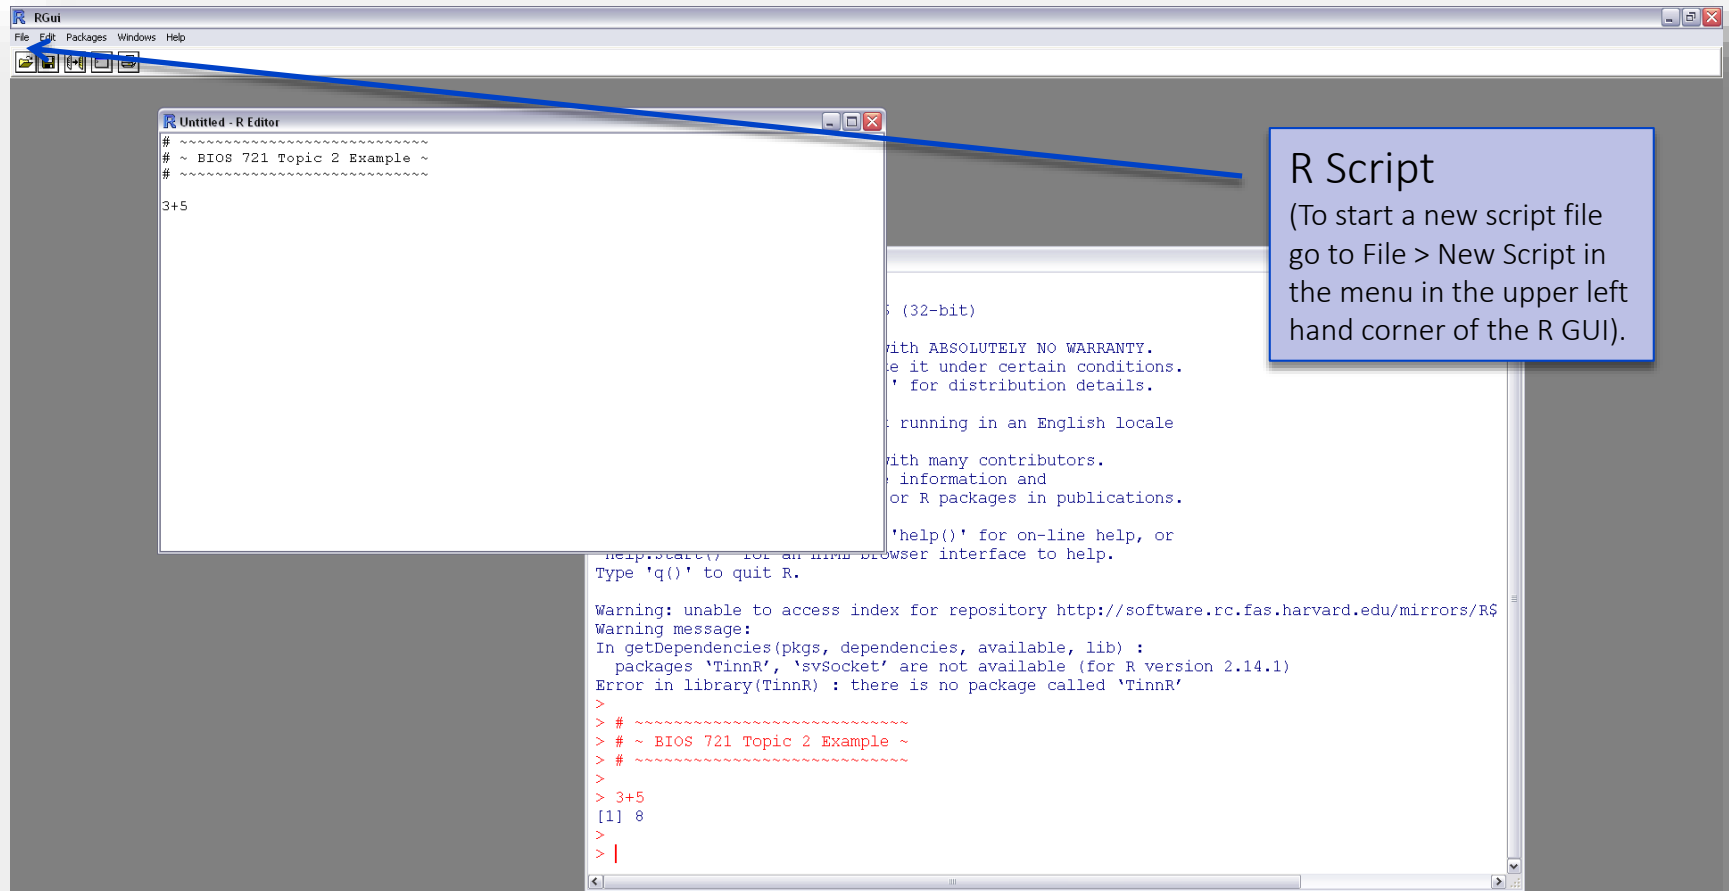 RGui
File Edit Packages Windows Help
Untitled - R Editor
# ~~~~~~~~~~~~~~~~~~~~~~~~~~~~
# ~ BIOS 721 Topic 2 Example ~
# ~~~~~~~~~~~~~~~~~~~~~~~~~~~~
3+5
R Script
(To start a new script file
go to File > New Script in
the menu in the upper left
hand corner of the R GUI).
(32-bit)
with ABSOLUTELY NO WARRANTY.
it under certain conditions.
' for distribution details.
running in an English locale
with many contributors.
information and
or R packages in publications.
'help()' for on-line help, or
'help.start()' for an HTML browser interface to help.
Type 'q()' to quit R.
Warning: unable to access index for repository http://software.rc.fas.harvard.edu/mirrors/R$
Warning message:
In getDependencies(pkgs, dependencies, available, lib) :
packages ‘TinnR’, ‘svSocket’ are not available (for R version 2.14.1)
Error in library(TinnR) : there is no package called ‘TinnR’
>
> # ~~~~~~~~~~~~~~~~~~~~~~~~~~~~
> # ~ BIOS 721 Topic 2 Example ~
> # ~~~~~~~~~~~~~~~~~~~~~~~~~~~~
>
> 3+5
[1] 8
>
>